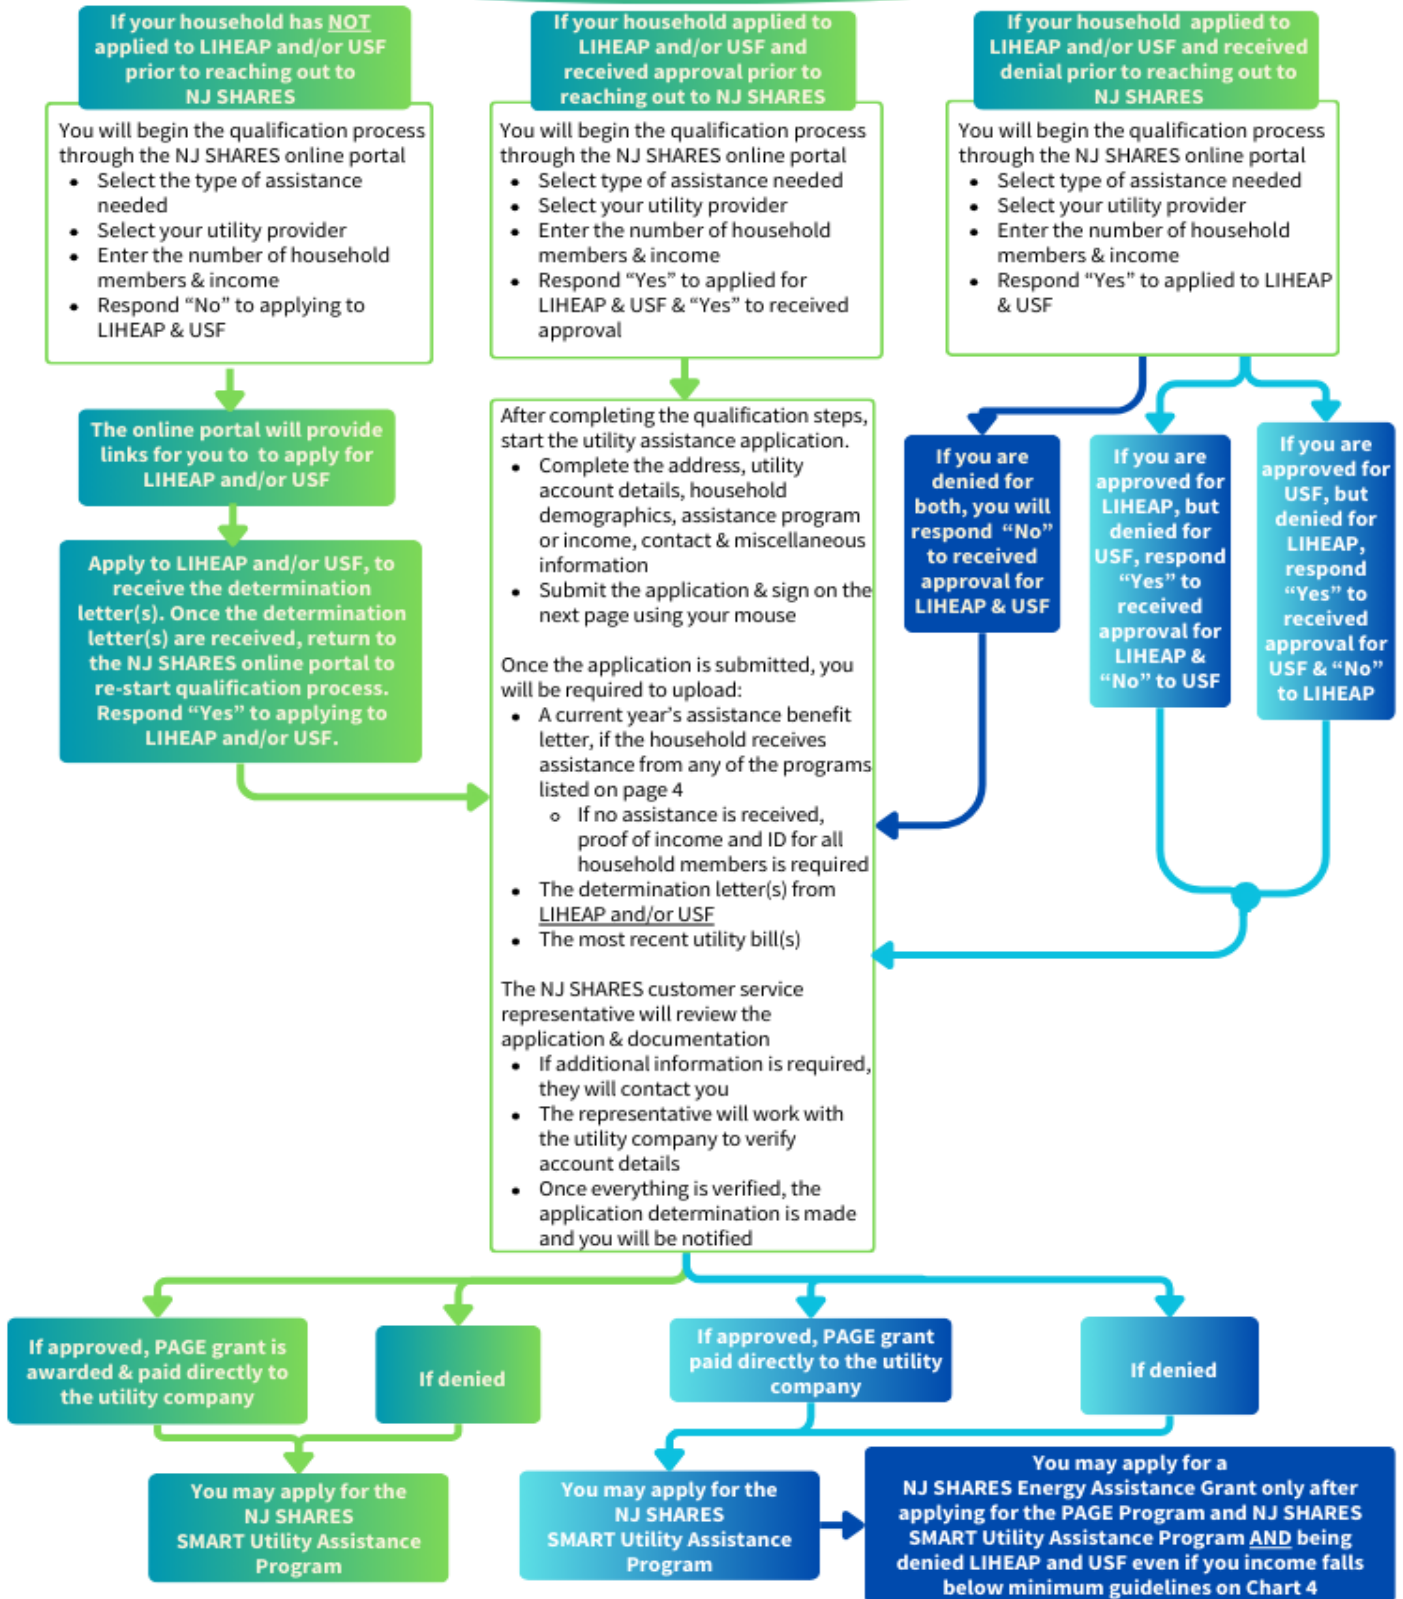 If your household has NOT
applied to LIHEAP and/or USF
prior to reaching out to
NJ SHARES
You will begin the qualification process
through the NJ SHARES online portal
• Select the type of assistance
needed
• Select your utility provider
• Enter the number of household
members & income
• Respond “No” to applying to
LIHEAP & USF
The online portal will provide
links for you to to apply for
LIHEAP and/or USF
Apply to LIHEAP and/or USF, to
receive the determination
letter(s). Once the determination
letter(s) are received, return to
the NJ SHARES online portal to
re-start qualification process.
Respond “Yes” to applying to
LIHEAP and/or USF.
If your household applied to
LIHEAP and/or USF and
received approval prior to
reaching out to NJ SHARES
You will begin the qualification process
through the NJ SHARES online portal
• Select type of assistance needed
• Select your utility provider
• Enter the number of household
members & income
• Respond “Yes” to applied for
LIHEAP & USF & “Yes” to received
approval
After completing the qualification steps,
start the utility assistance application.
• Complete the address, utility
account details, household
demographics, assistance program
or income, contact & miscellaneous
information
• Submit the application & sign on the
next page using your mouse
Once the application is submitted, you
will be required to upload:
• A current year’s assistance benefit
letter, if the household receives
assistance from any of the programs
listed on page 4
○ If no assistance is received,
proof of income and ID for all
household members is required
• The determination letter(s) from
LIHEAP and/or USF
• The most recent utility bill(s)
The NJ SHARES customer service
representative will review the
application & documentation
• If additional information is required,
they will contact you
• The representative will work with
the utility company to verify
account details
• Once everything is verified, the
application determination is made
and you will be notified
If your household applied to
LIHEAP and/or USF and received
denial prior to reaching out to
NJ SHARES
You will begin the qualification process
through the NJ SHARES online portal
• Select type of assistance needed
• Select your utility provider
• Enter the number of household
members & income
• Respond “Yes” to applied to LIHEAP
& USF
If you are
denied for
both, you will
respond “No”
to received
approval for
LIHEAP & USF
If you are
approved for
LIHEAP, but
denied for
USF, respond
“Yes” to
received
approval for
LIHEAP &
“No” to USF
If you are
approved for
USF, but
denied for
LIHEAP,
respond
“Yes” to
received
approval for
USF & “No”
to LIHEAP
If approved, PAGE grant is
awarded & paid directly to
the utility company
If denied
You may apply for the
NJ SHARES
SMART Utility Assistance
Program
If approved, PAGE grant
paid directly to the utility
company
If denied
You may apply for the
NJ SHARES
SMART Utility Assistance
Program
You may apply for a
NJ SHARES Energy Assistance Grant only after
applying for the PAGE Program and NJ SHARES
SMART Utility Assistance Program AND being
denied LIHEAP and USF even if you income falls
below minimum guidelines on Chart 4